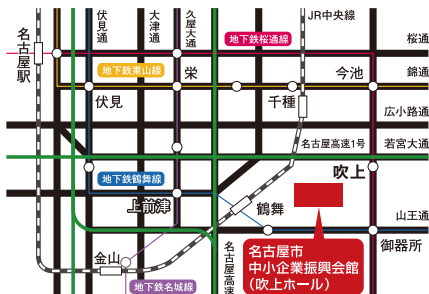 伏見通
大津通
久屋大通
JR中央線
名古屋駅
地下鉄桜通線
桜通
地下鉄東山線
栄
今池
錦通
伏見
千種
広小路通
名古屋高速1号
若宮大通
地下鉄鶴舞線
吹上
上前津
鶴舞
山王通
金山
名古屋高速
名古屋市
中小企業振興会館
(吹上ホール)
御器所
地下鉄名城線